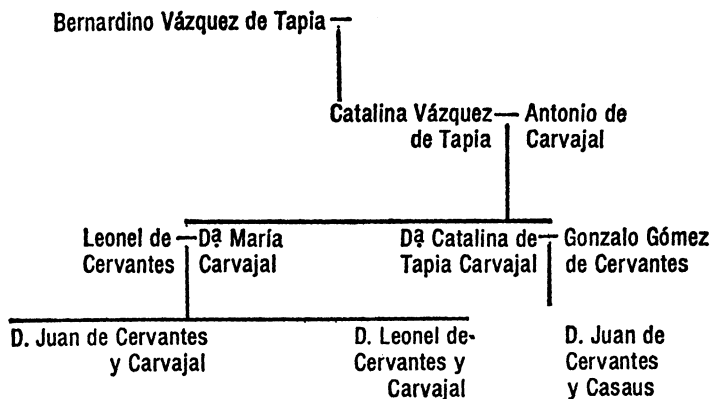 Bernardino Vázquez de Tapia —
Catalina Vázquez — Antonio de
de Tapia Carvajal
Leonel de — Dª María Dª Catalina de — Gonzalo Gómez
Cervantes Carvajal Tapia Carvajal de Cervantes
D. Juan de Cervantes D. Leonel de- D. Juan de
y Carvajal Cervantes y Cervantes
Carvajal y Casaus